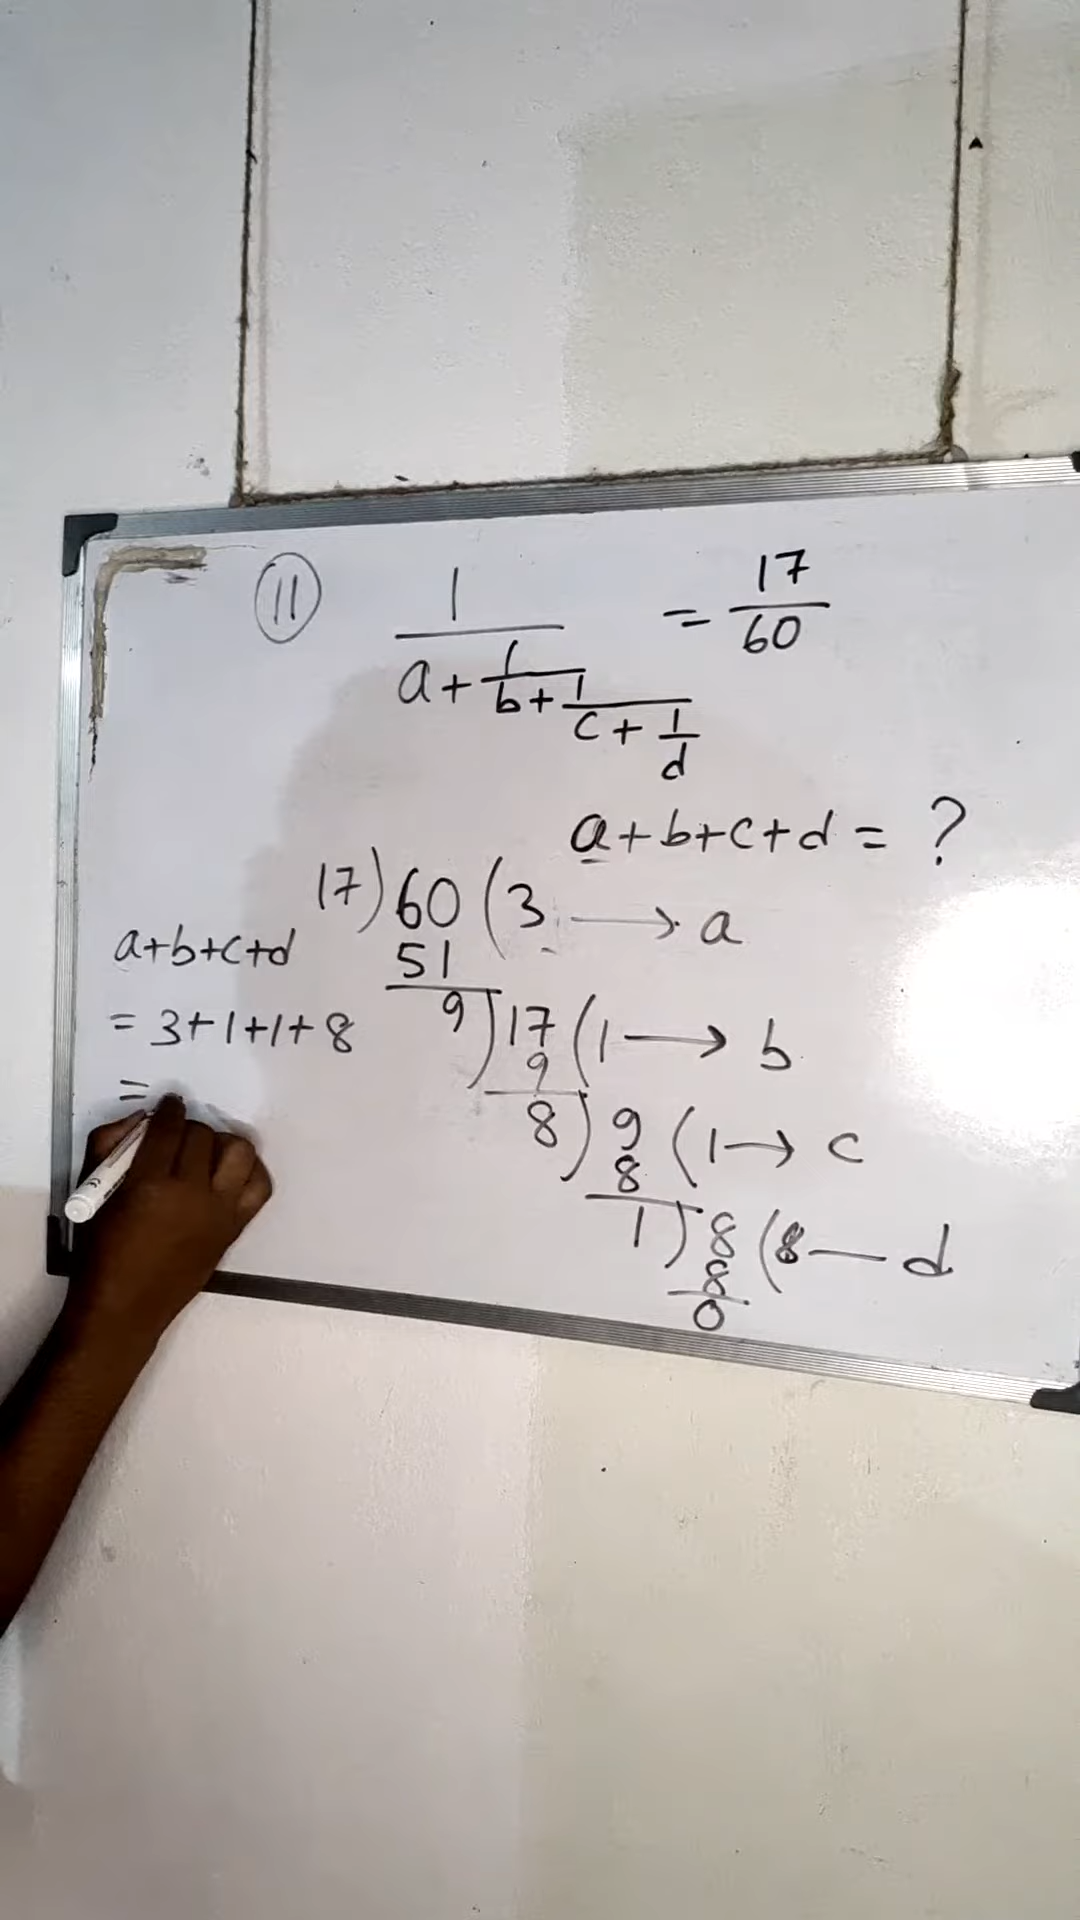 11
1 / (a + 1 / (b + 1 / (c + 1/d))) = 17/60
a+b+c+d = ?
17) 60 (3 → a
51
9) 17 (1 → b
9
8) 9 (1 → c
8
1) 8 (8 — d
8
0
a+b+c+d
= 3+1+1+8
=